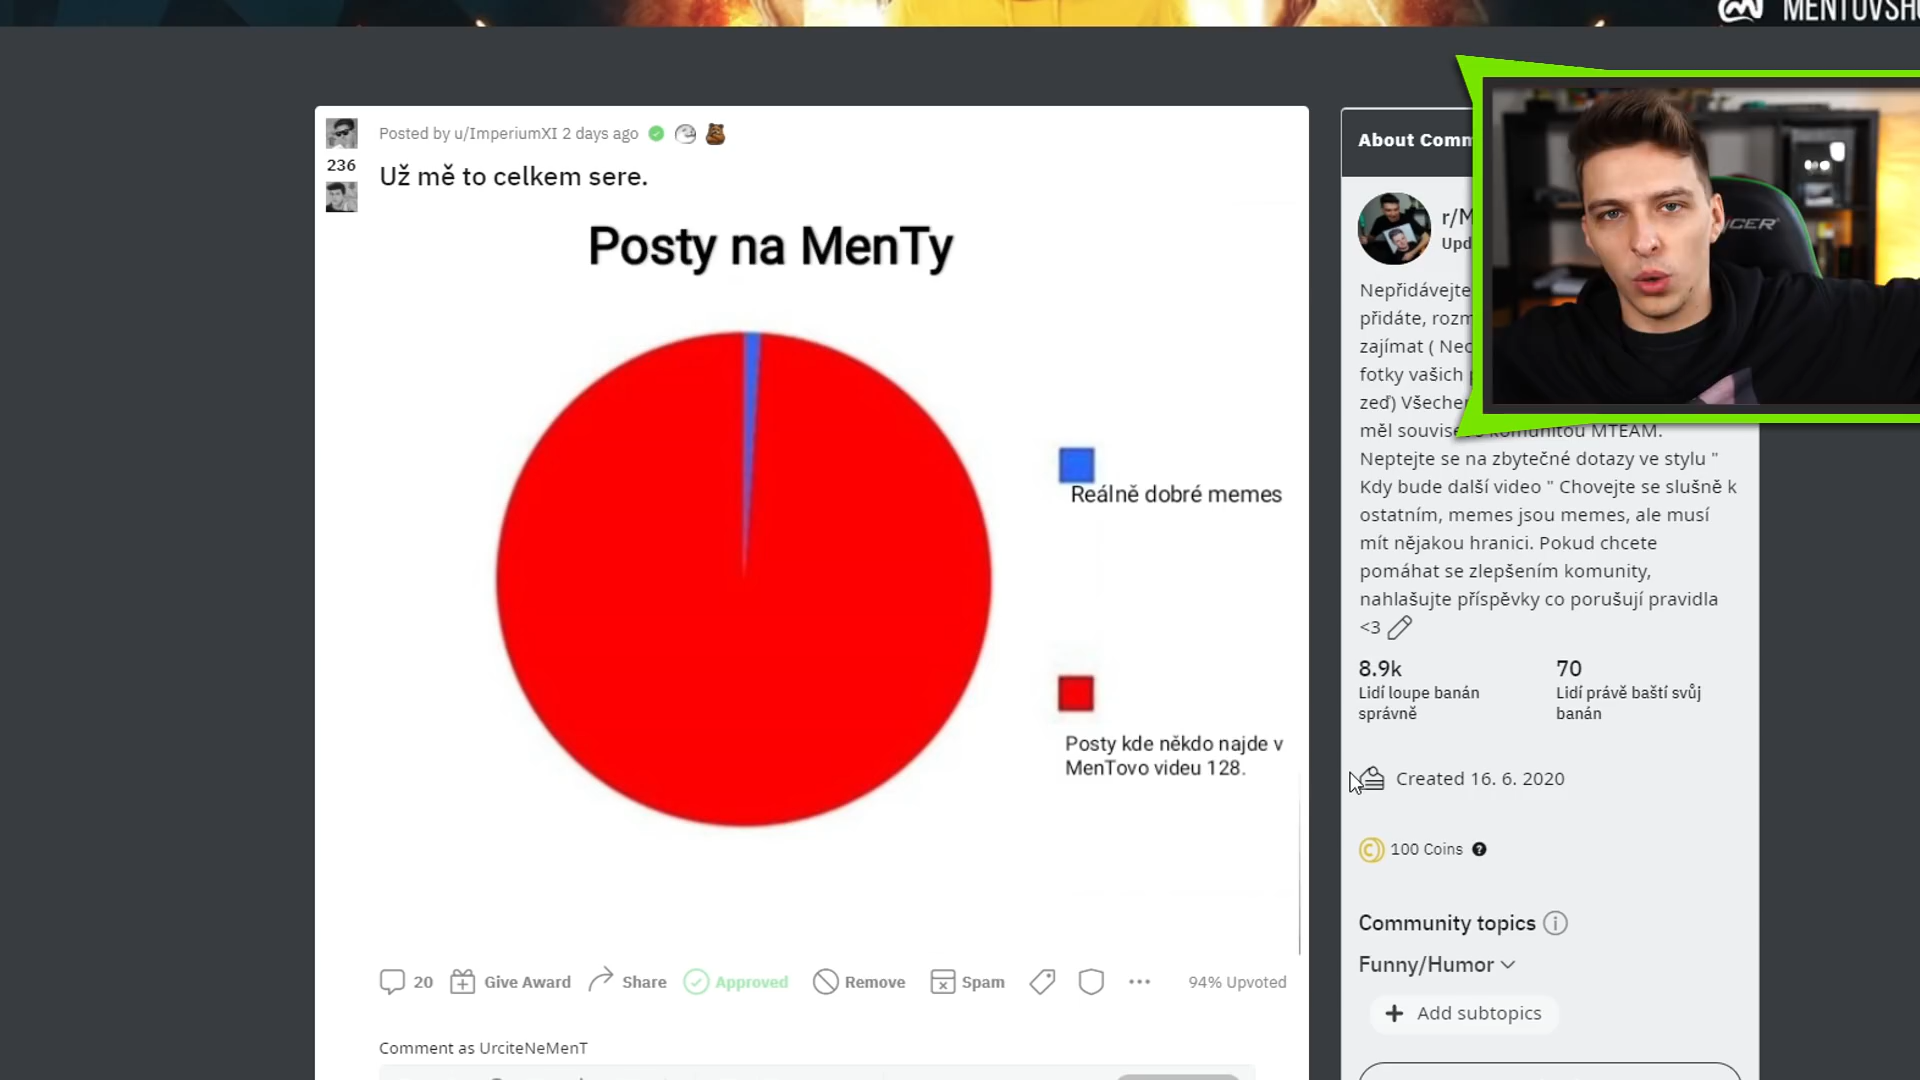 MENTOVSH
Posted by u/ImperiumXI 2 days ago
236
Už mě to celkem sere.
Posty na MenTy
Reálně dobré memes
Posty kde někdo najde v
MenTovo videu 128.
20 Give Award Share Approved Remove Spam ••• 94% Upvoted
Comment as UrciteNeMenT
About Comm
r/M
Upd
Nepřidávejte
přidáte, rozm
zajímat ( Nec
fotky vašich
zeď) Všecher
měl souvise komunitou MTEAM.
Neptejte se na zbytečné dotazy ve stylu "
Kdy bude další video " Chovejte se slušně k
ostatním, memes jsou memes, ale musí
mít nějakou hranici. Pokud chcete
pomáhat se zlepšením komunity,
nahlašujte příspěvky co porušují pravidla
<3
8.9k 70
Lidí loupe banán Lidí právě baští svůj
správně banán
Created 16. 6. 2020
100 Coins
Community topics
Funny/Humor
+ Add subtopics
CER